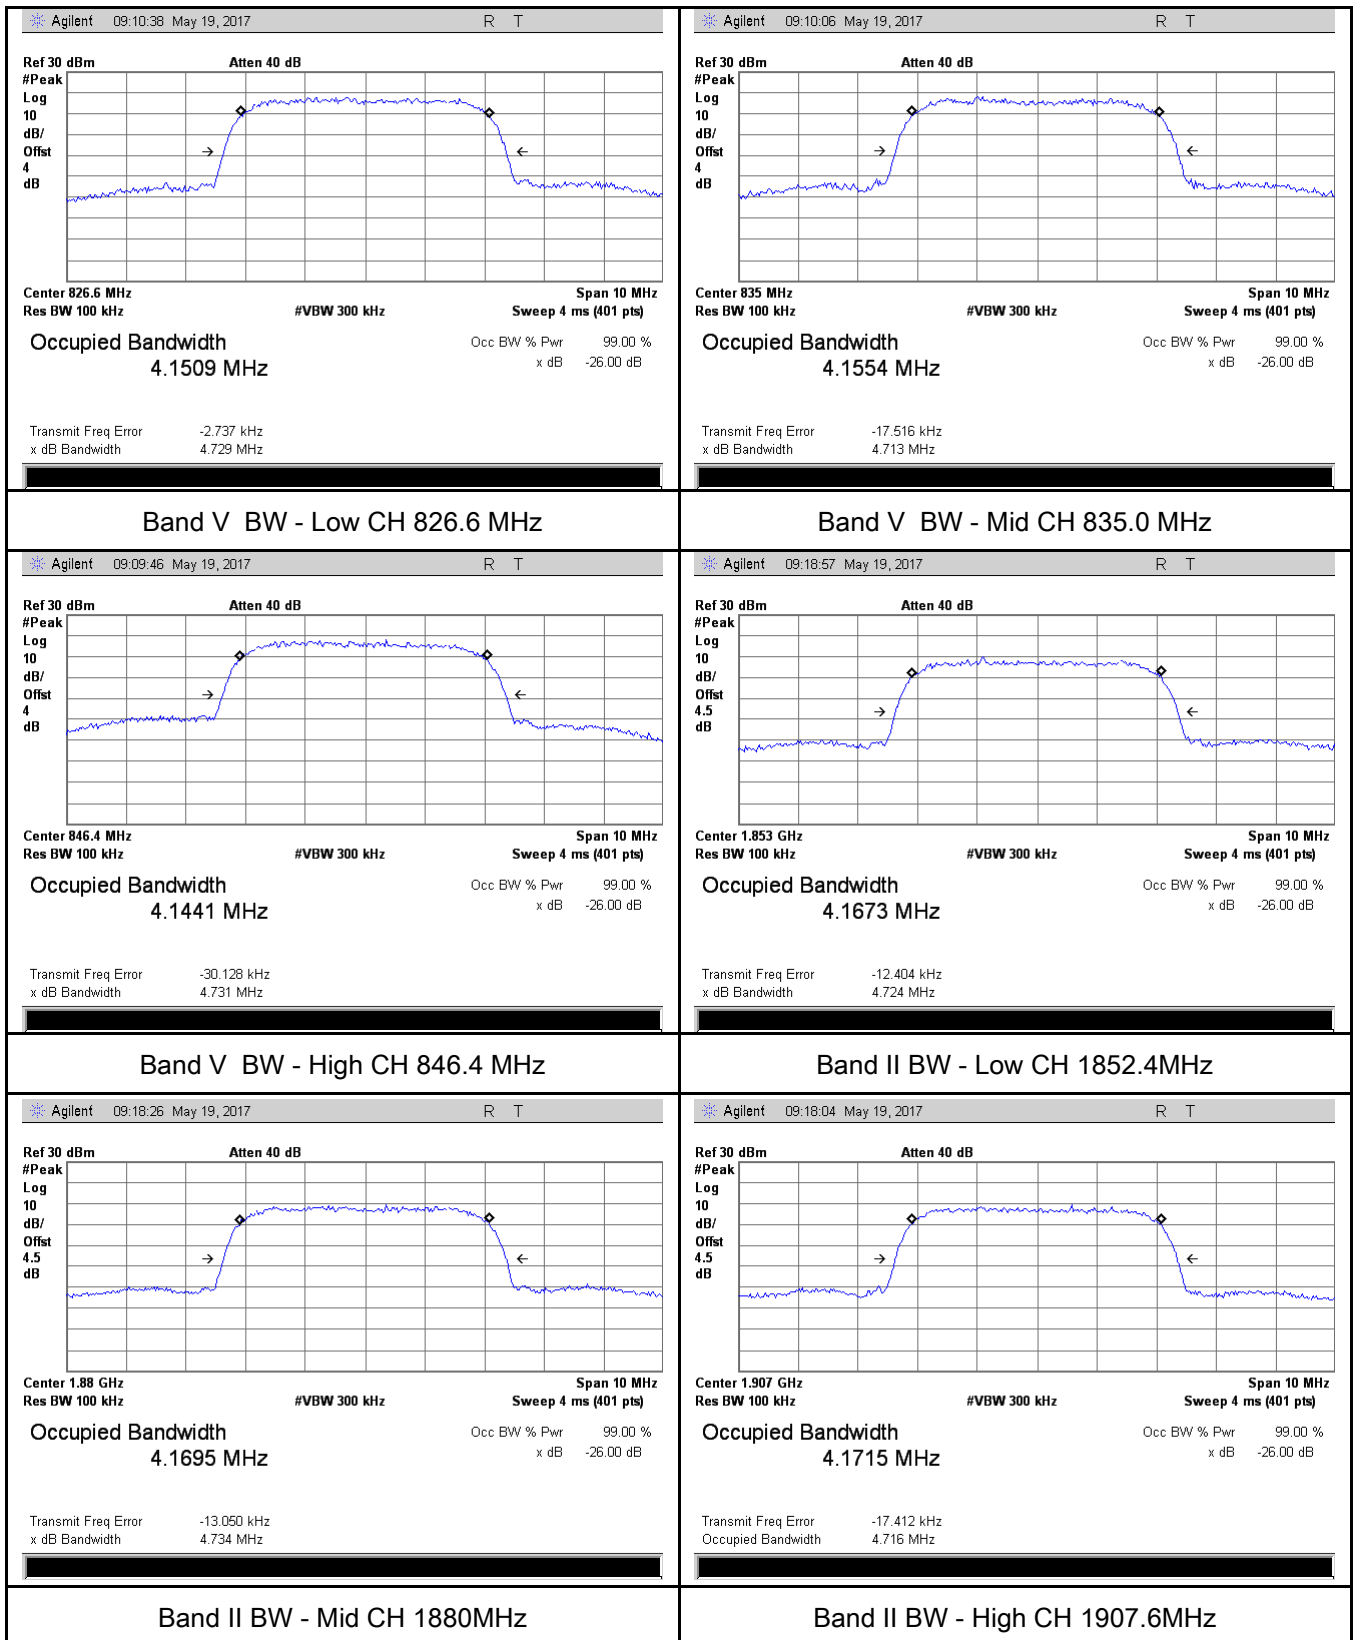 Agilent 09:10:38 May 19, 2017 R T
Ref 30 dBm Atten 40 dB
#Peak
Log
10
dB/
Offst
4
dB
Center 826.6 MHz Span 10 MHz
Res BW 100 kHz #VBW 300 kHz Sweep 4 ms (401 pts)
Occupied Bandwidth Occ BW % Pwr 99.00 %
4.1509 MHz x dB -26.00 dB
Transmit Freq Error -2.737 kHz
x dB Bandwidth 4.729 MHz
Band V BW - Low CH 826.6 MHz
Agilent 09:10:06 May 19, 2017 R T
Ref 30 dBm Atten 40 dB
#Peak
Log
10
dB/
Offst
4
dB
Center 835 MHz Span 10 MHz
Res BW 100 kHz #VBW 300 kHz Sweep 4 ms (401 pts)
Occupied Bandwidth Occ BW % Pwr 99.00 %
4.1554 MHz x dB -26.00 dB
Transmit Freq Error -17.516 kHz
x dB Bandwidth 4.713 MHz
Band V BW - Mid CH 835.0 MHz
Agilent 09:09:46 May 19, 2017 R T
Ref 30 dBm Atten 40 dB
#Peak
Log
10
dB/
Offst
4
dB
Center 846.4 MHz Span 10 MHz
Res BW 100 kHz #VBW 300 kHz Sweep 4 ms (401 pts)
Occupied Bandwidth Occ BW % Pwr 99.00 %
4.1441 MHz x dB -26.00 dB
Transmit Freq Error -30.128 kHz
x dB Bandwidth 4.731 MHz
Band V BW - High CH 846.4 MHz
Agilent 09:18:57 May 19, 2017 R T
Ref 30 dBm Atten 40 dB
#Peak
Log
10
dB/
Offst
4.5
dB
Center 1.853 GHz Span 10 MHz
Res BW 100 kHz #VBW 300 kHz Sweep 4 ms (401 pts)
Occupied Bandwidth Occ BW % Pwr 99.00 %
4.1673 MHz x dB -26.00 dB
Transmit Freq Error -12.404 kHz
x dB Bandwidth 4.724 MHz
Band II BW - Low CH 1852.4MHz
Agilent 09:18:26 May 19, 2017 R T
Ref 30 dBm Atten 40 dB
#Peak
Log
10
dB/
Offst
4.5
dB
Center 1.88 GHz Span 10 MHz
Res BW 100 kHz #VBW 300 kHz Sweep 4 ms (401 pts)
Occupied Bandwidth Occ BW % Pwr 99.00 %
4.1695 MHz x dB -26.00 dB
Transmit Freq Error -13.050 kHz
x dB Bandwidth 4.734 MHz
Band II BW - Mid CH 1880MHz
Agilent 09:18:04 May 19, 2017 R T
Ref 30 dBm Atten 40 dB
#Peak
Log
10
dB/
Offst
4.5
dB
Center 1.907 GHz Span 10 MHz
Res BW 100 kHz #VBW 300 kHz Sweep 4 ms (401 pts)
Occupied Bandwidth Occ BW % Pwr 99.00 %
4.1715 MHz x dB -26.00 dB
Transmit Freq Error -17.412 kHz
Occupied Bandwidth 4.716 MHz
Band II BW - High CH 1907.6MHz